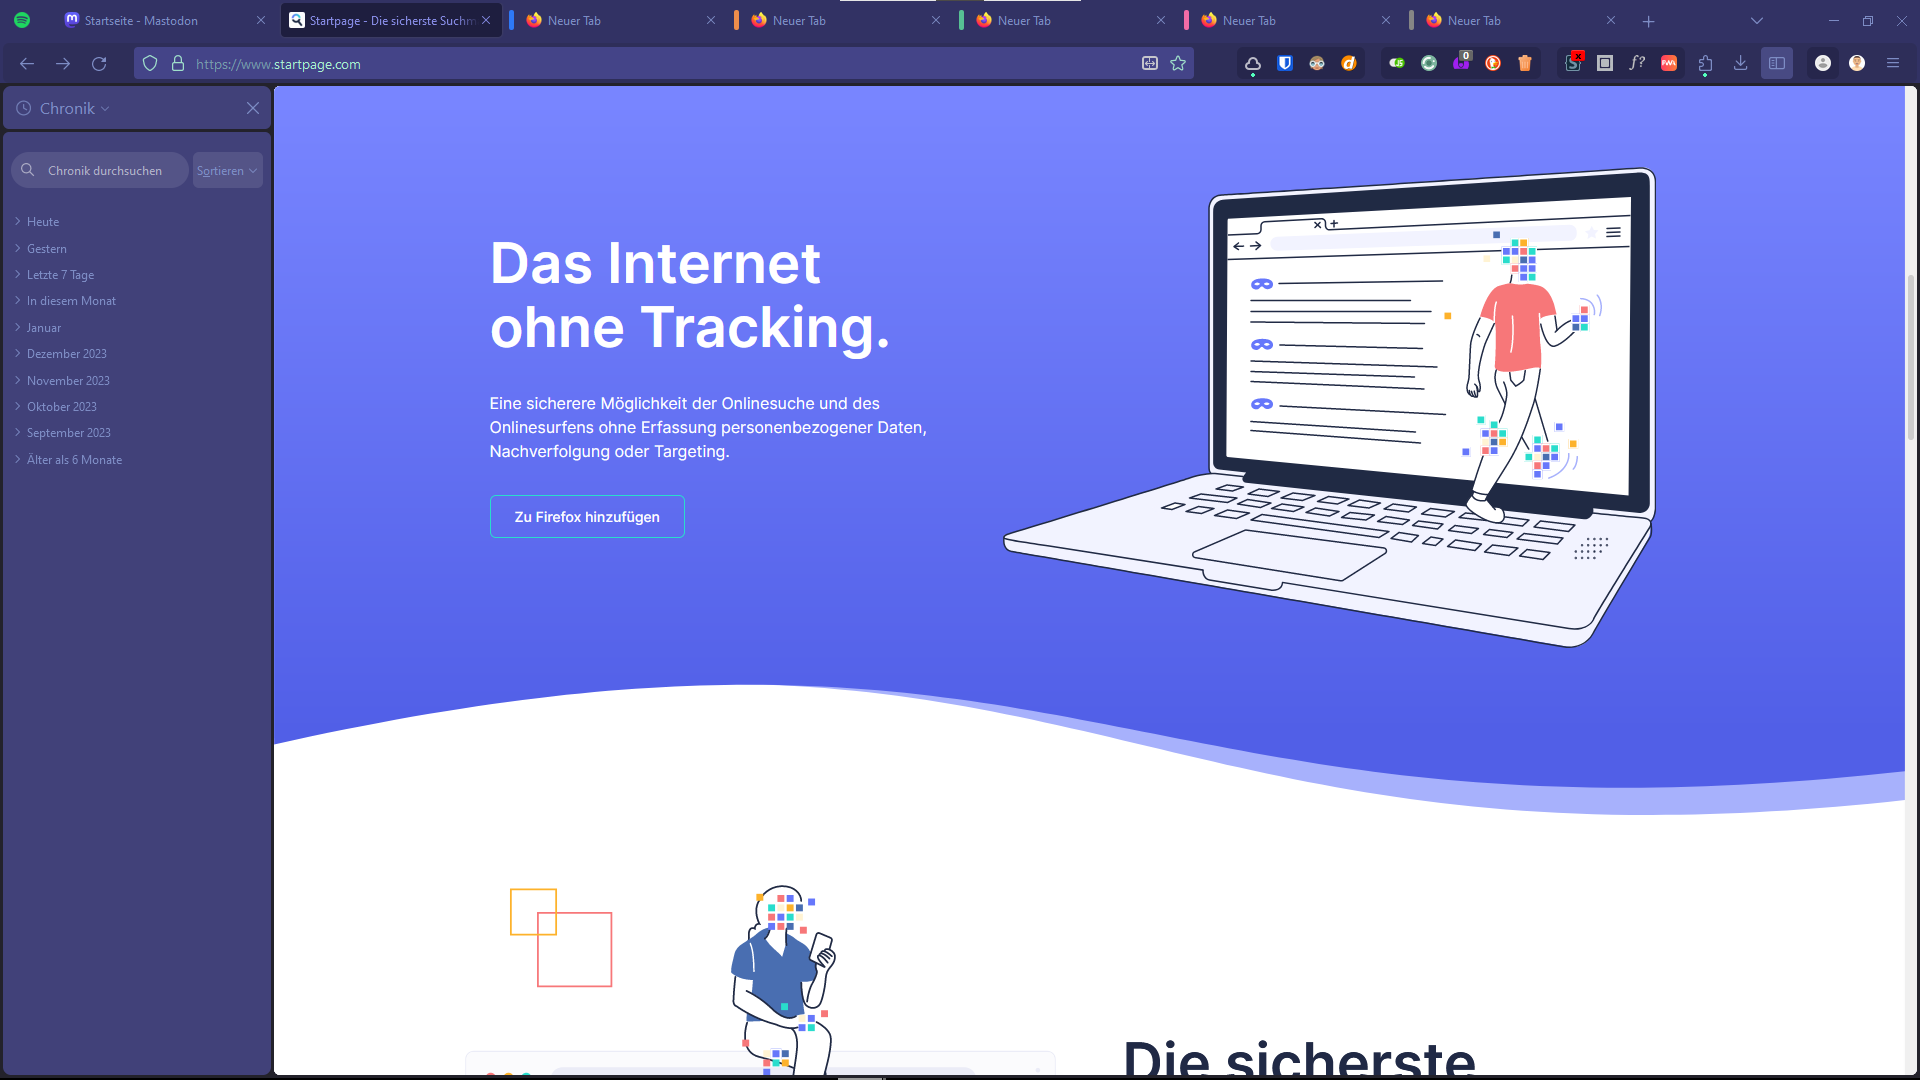 Startseite - Mastodon
Startpage - Die sicherste Suchm
Neuer Tab
Neuer Tab
Neuer Tab
Neuer Tab
Neuer Tab
https://www.startpage.com
0
Chronik
Chronik durchsuchen
Sortieren
Heute
Gestern
Letzte 7 Tage
In diesem Monat
Januar
Dezember 2023
November 2023
Oktober 2023
September 2023
Älter als 6 Monate
Das Internet
ohne Tracking.
Eine sicherere Möglichkeit der Onlinesuche und des
Onlinesurfens ohne Erfassung personenbezogener Daten,
Nachverfolgung oder Targeting.
Zu Firefox hinzufügen
Die sicherste